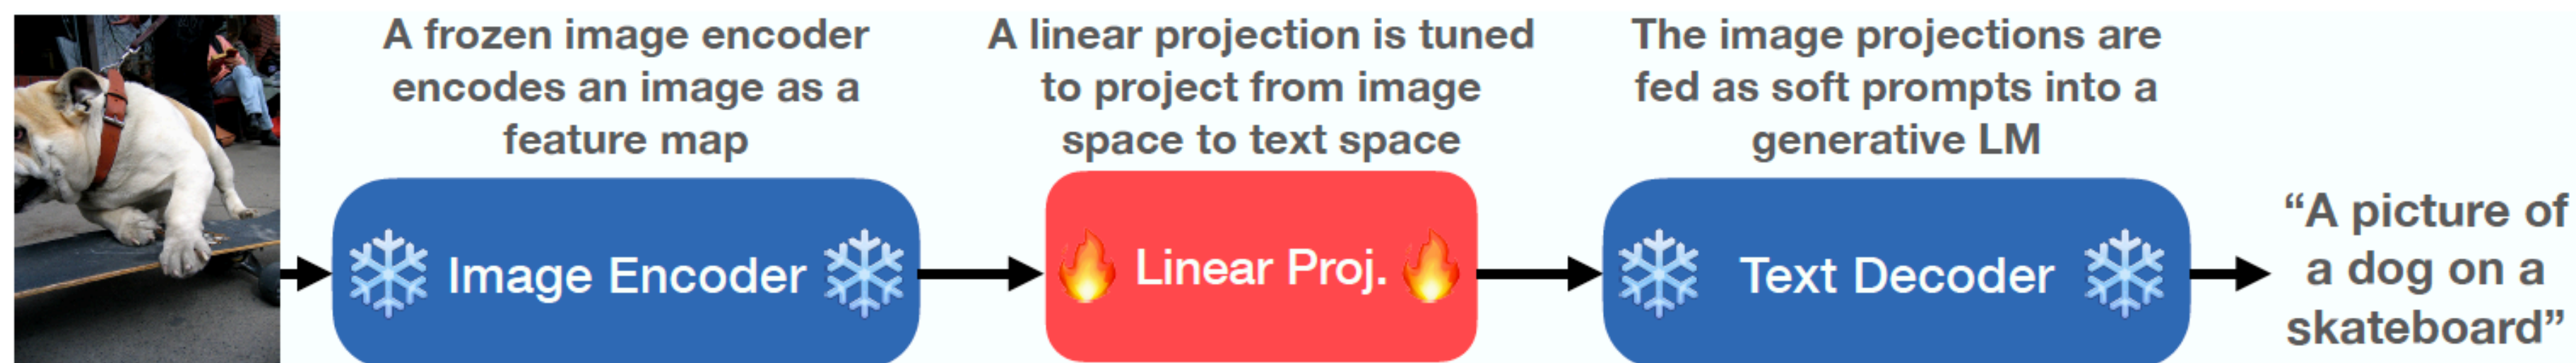 A frozen image encoder
encodes an image as a
feature map
A linear projection is tuned
to project from image
space to text space
The image projections are
fed as soft prompts into a
generative LM
Image Encoder
Linear Proj.
Text Decoder
“A picture of
a dog on a
skateboard”